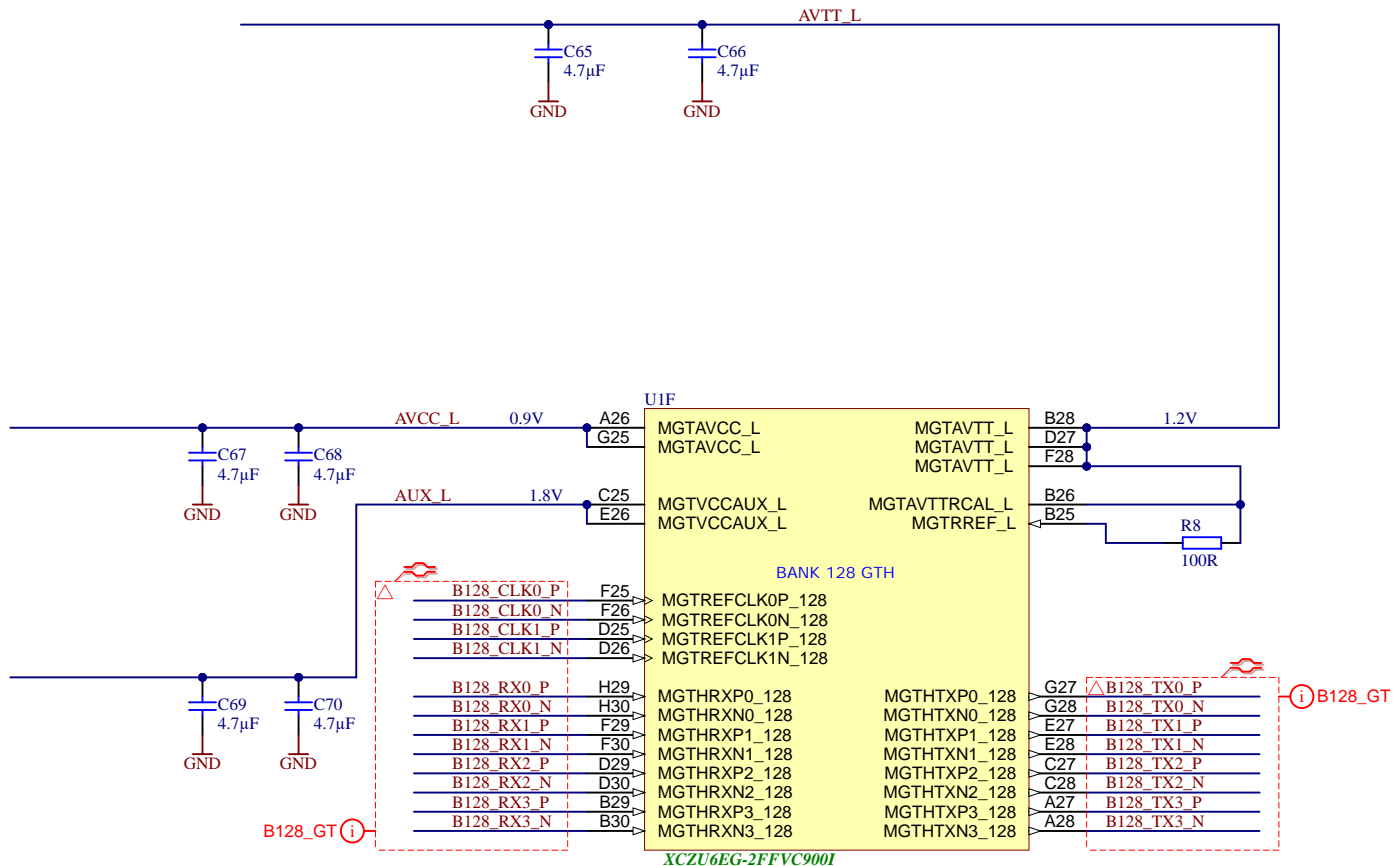 AVTT_L
C65
4.7µF
GND
C66
4.7µF
GND
U1F
AVCC_L 0.9V A26 MGTAVCC_L MGTAVTT_L B28 1.2V
G25 MGTAVCC_L MGTAVTT_L D27
MGTAVTT_L F28
C67
4.7µF
GND
C68
4.7µF
GND
AUX_L 1.8V C25 MGTVCCAUX_L MGTAVTTRCAL_L B26
E26 MGTVCCAUX_L MGTRREF_L B25
R8
100R
BANK 128 GTH
B128_CLK0_P F25 MGTREFCLK0P_128
B128_CLK0_N F26 MGTREFCLK0N_128
B128_CLK1_P D25 MGTREFCLK1P_128
B128_CLK1_N D26 MGTREFCLK1N_128
C69
4.7µF
GND
C70
4.7µF
GND
B128_RX0_P H29 MGTHRXP0_128 MGTHTXP0_128 G27 B128_TX0_P i B128_GT
B128_RX0_N H30 MGTHRXN0_128 MGTHTXN0_128 G28 B128_TX0_N
B128_RX1_P F29 MGTHRXP1_128 MGTHTXP1_128 E27 B128_TX1_P
B128_RX1_N F30 MGTHRXN1_128 MGTHTXN1_128 E28 B128_TX1_N
B128_RX2_P D29 MGTHRXP2_128 MGTHTXP2_128 C27 B128_TX2_P
B128_RX2_N D30 MGTHRXN2_128 MGTHTXN2_128 C28 B128_TX2_N
B128_RX3_P B29 MGTHRXP3_128 MGTHTXP3_128 A27 B128_TX3_P
B128_GT i B128_RX3_N B30 MGTHRXN3_128 MGTHTXN3_128 A28 B128_TX3_N
XCZU6EG-2FFVC900I